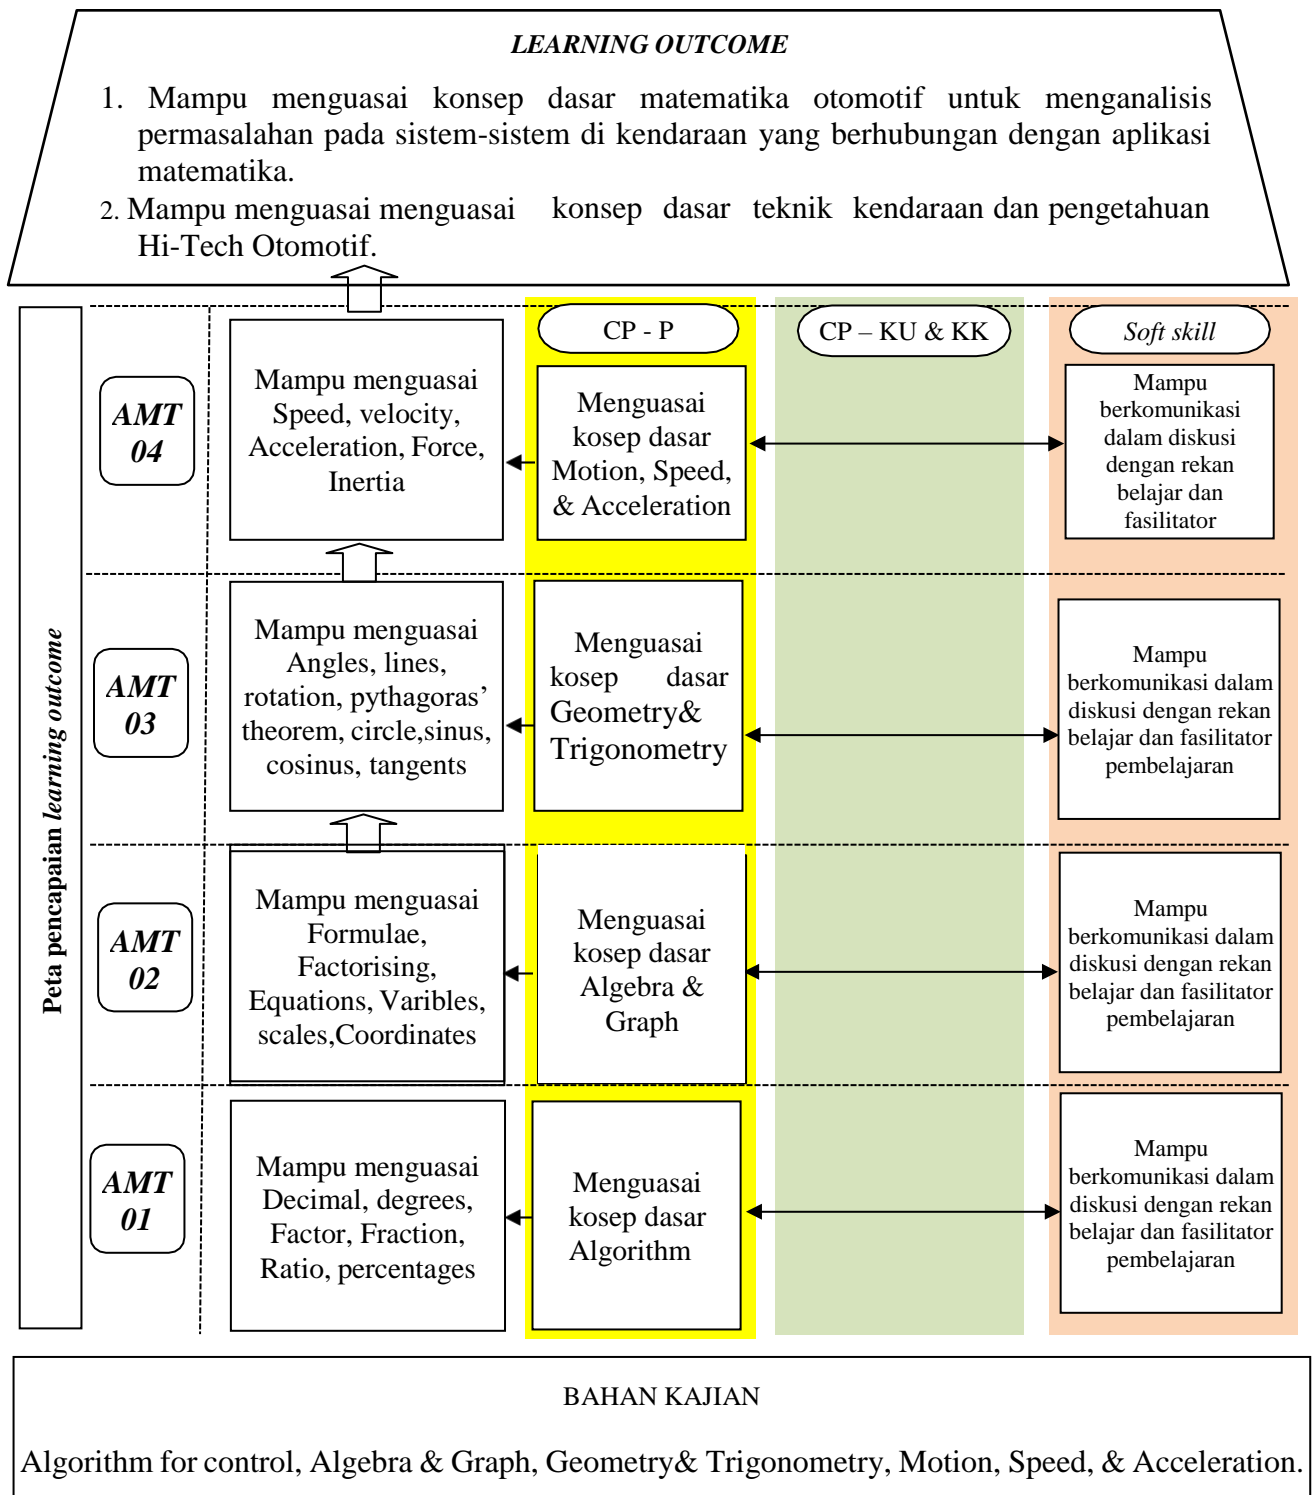 LEARNING OUTCOME
1. Mampu menguasai konsep dasar matematika otomotif untuk menganalisis
permasalahan pada sistem-sistem di kendaraan yang berhubungan dengan aplikasi
matematika.
2. Mampu menguasai menguasai konsep dasar teknik kendaraan dan pengetahuan
Hi-Tech Otomotif.
Peta pencapaian learning outcome
CP - P
CP – KU & KK
Soft skill
AMT
04
Mampu menguasai
Speed, velocity,
Acceleration, Force,
Inertia
Menguasai
kosep dasar
Motion, Speed,
& Acceleration
Mampu
berkomunikasi
dalam diskusi
dengan rekan
belajar dan
fasilitator
AMT
03
Mampu menguasai
Angles, lines,
rotation, pythagoras’
theorem, circle,sinus,
cosinus, tangents
Menguasai
kosep dasar
Geometry&
Trigonometry
Mampu
berkomunikasi dalam
diskusi dengan rekan
belajar dan fasilitator
pembelajaran
AMT
02
Mampu menguasai
Formulae,
Factorising,
Equations, Varibles,
scales,Coordinates
Menguasai
kosep dasar
Algebra &
Graph
Mampu
berkomunikasi dalam
diskusi dengan rekan
belajar dan fasilitator
pembelajaran
AMT
01
Mampu menguasai
Decimal, degrees,
Factor, Fraction,
Ratio, percentages
Menguasai
kosep dasar
Algorithm
Mampu
berkomunikasi dalam
diskusi dengan rekan
belajar dan fasilitator
pembelajaran
BAHAN KAJIAN
Algorithm for control, Algebra & Graph, Geometry& Trigonometry, Motion, Speed, & Acceleration.